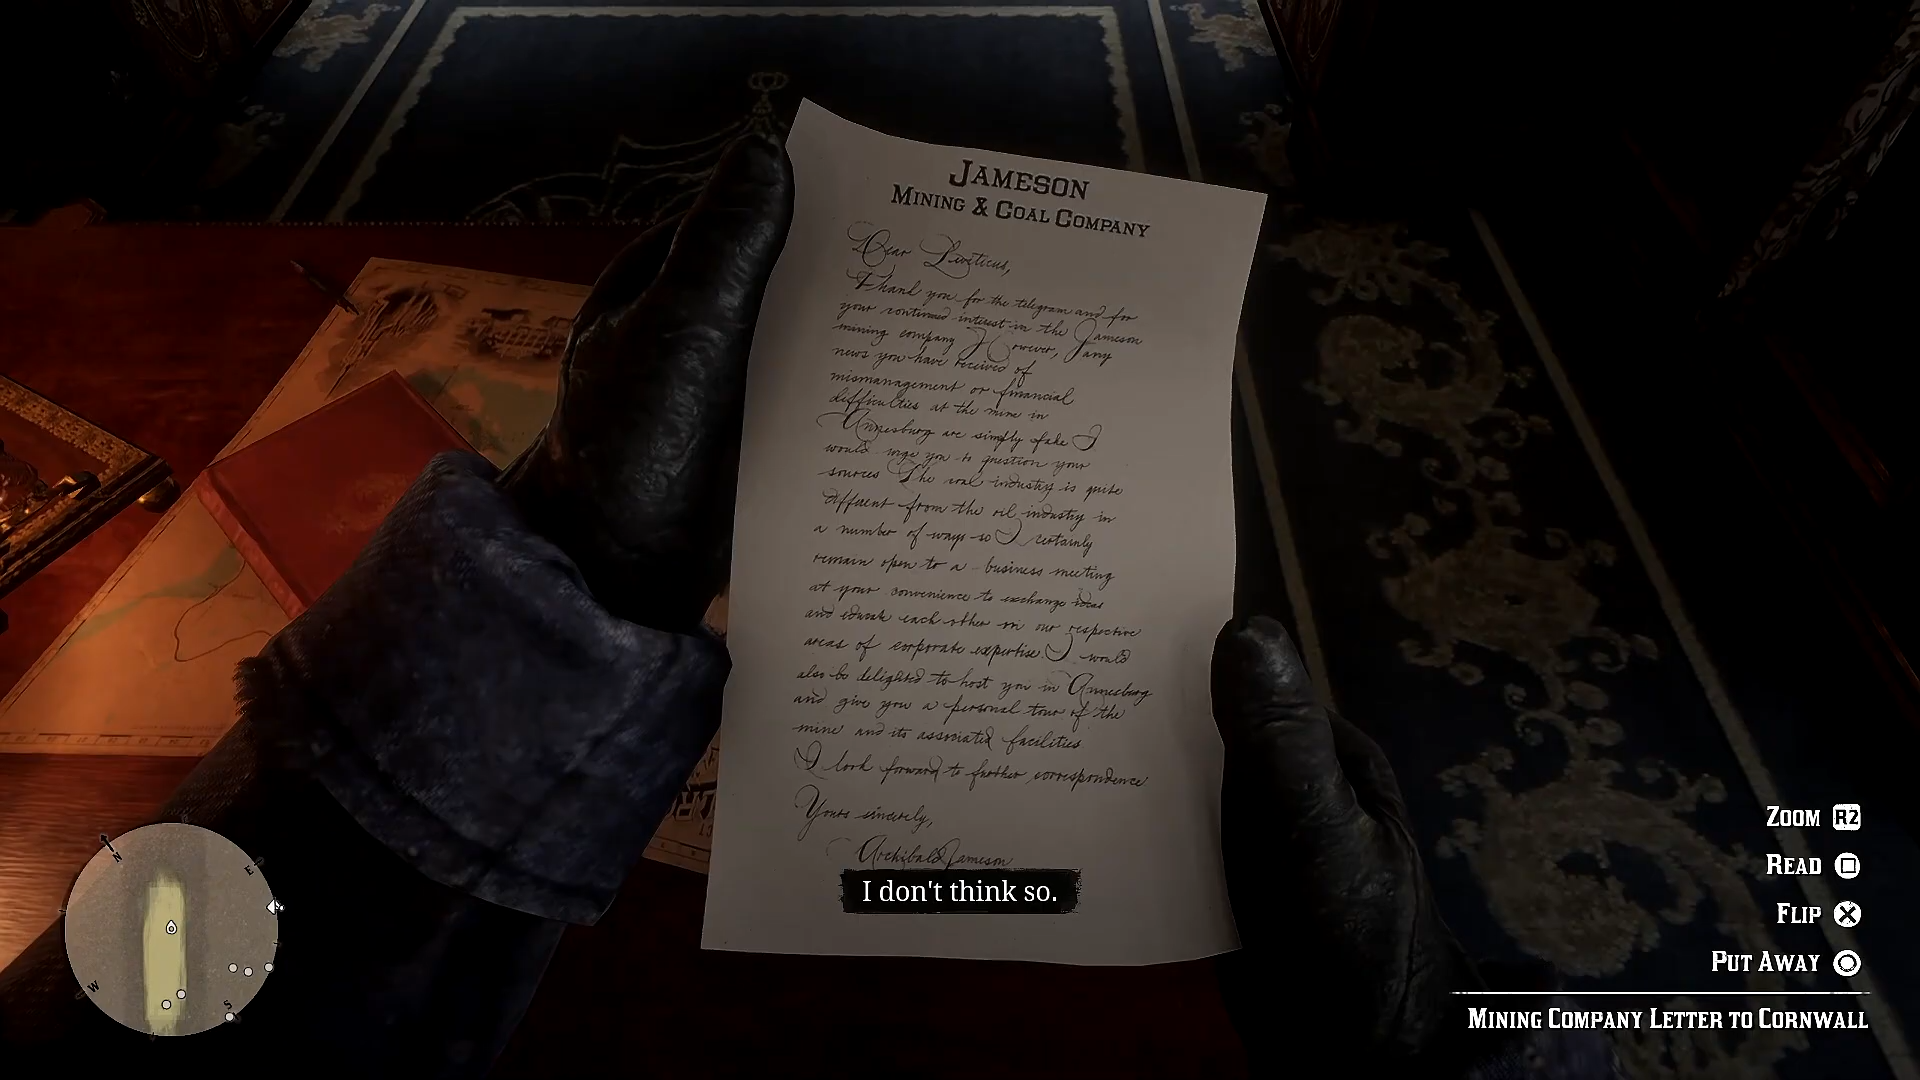 JAMESON
MINING & COAL COMPANY
Dear Leviticus,
Thank you for the telegram and for
your continued interest in the Jameson
mining company However, any
news you have received of
mismanagement or financial
difficulties at the mine in
Annesburg are simply fake I
would urge you to question your
sources The coal industry is quite
different from the oil industry in
a number of ways so I certainly
remain open to a business meeting
at your convenience to exchange ideas
and educate each other on our respective
areas of corporate expertise I would
also be delighted to host you in Annesburg
and give you a personal tour of the
mine and its associated facilities
I look forward to further correspondence
Yours sincerely,
Archibald Jameson
I don't think so.
N
E
W
S
ZOOM R2
READ
FLIP
PUT AWAY
MINING COMPANY LETTER TO CORNWALL